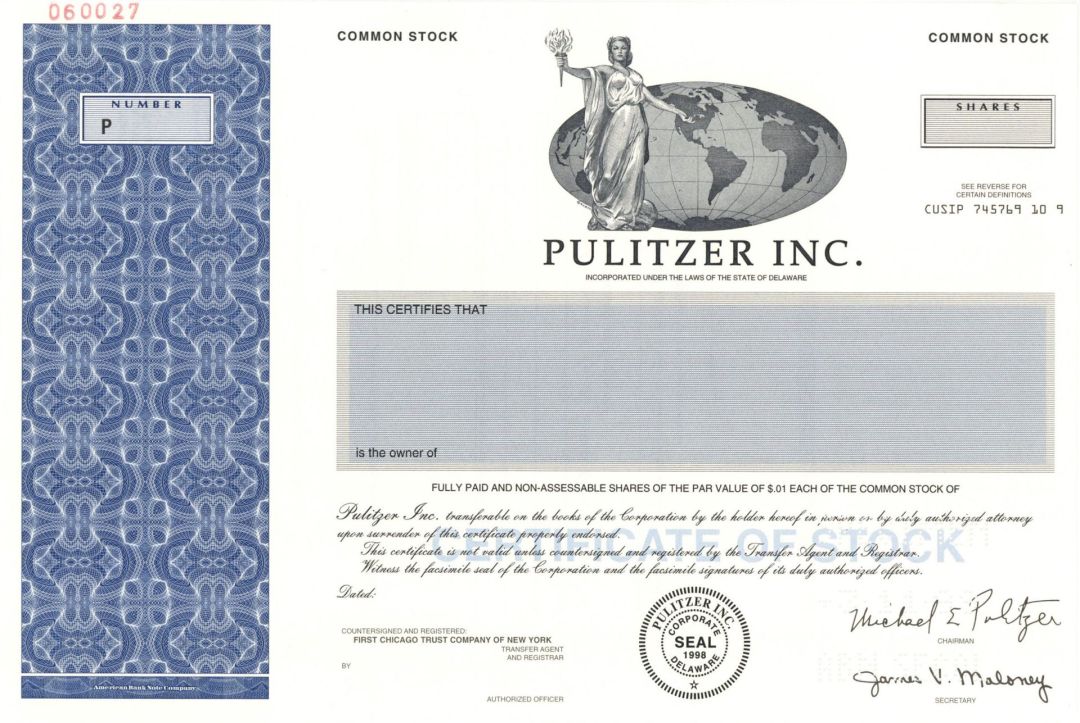 060027
COMMON STOCK
COMMON STOCK
NUMBER
P
SHARES
SEE REVERSE FOR
CERTAIN DEFINITIONS
CUSIP 745769 10 9
PULITZER INC.
INCORPORATED UNDER THE LAWS OF THE STATE OF DELAWARE
THIS CERTIFIES THAT
is the owner of
FULLY PAID AND NON-ASSESSABLE SHARES OF THE PAR VALUE OF $.01 EACH OF THE COMMON STOCK OF
Pulitzer Inc. transferable on the books of the Corporation by the holder hereof in person or by duly authorized attorney
upon surrender of this certificate properly endorsed.
CERTIFICATE OF STOCK
This certificate is not valid unless countersigned and registered by the Transfer Agent and Registrar.
Witness the facsimile seal of the Corporation and the facsimile signatures of its duly authorized officers.
Dated:
COUNTERSIGNED AND REGISTERED:
FIRST CHICAGO TRUST COMPANY OF NEW YORK
TRANSFER AGENT
AND REGISTRAR
BY
AUTHORIZED OFFICER
PULITZER INC.
CORPORATE
SEAL
1998
DELAWARE
Michael E Pulitzer
CHAIRMAN
James V. Maloney
SECRETARY
American Bank Note Company